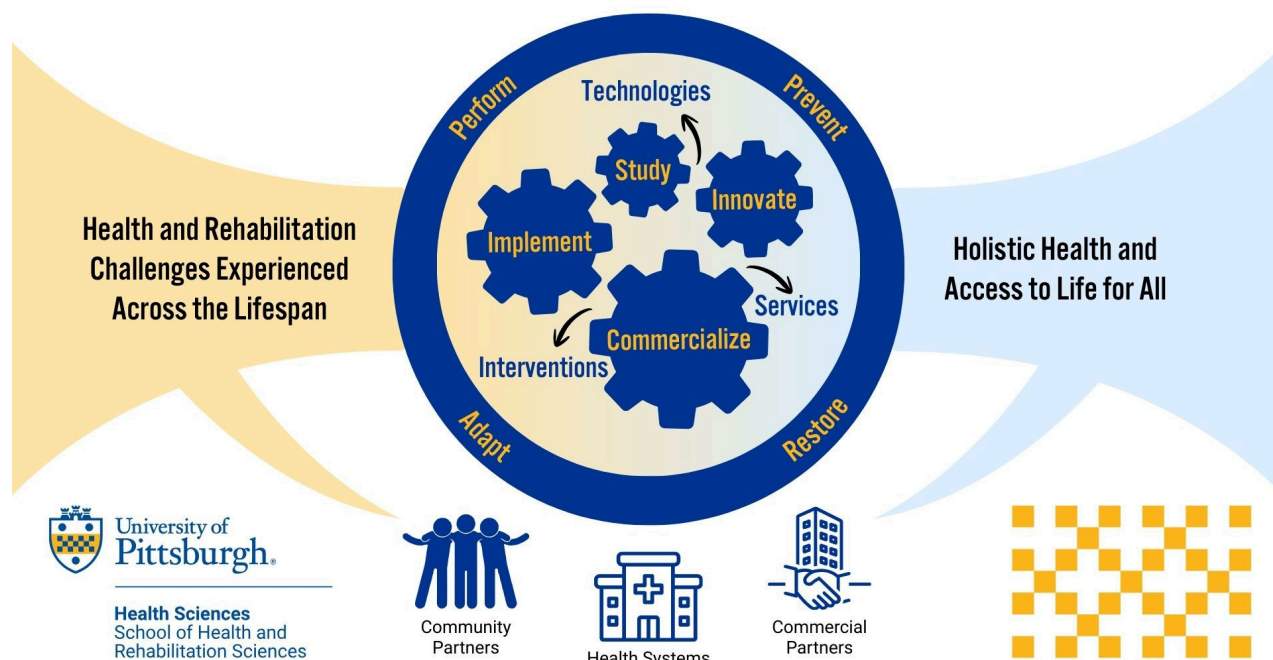 Perform
Prevent
Technologies
Study
Innovate
Implement
Services
Commercialize
Interventions
Adapt
Restore
Health and Rehabilitation
Challenges Experienced
Across the Lifespan
Holistic Health and
Access to Life for All
University of
Pittsburgh®
Health Sciences
School of Health and
Rehabilitation Sciences
Community
Partners
Health Systems
Commercial
Partners